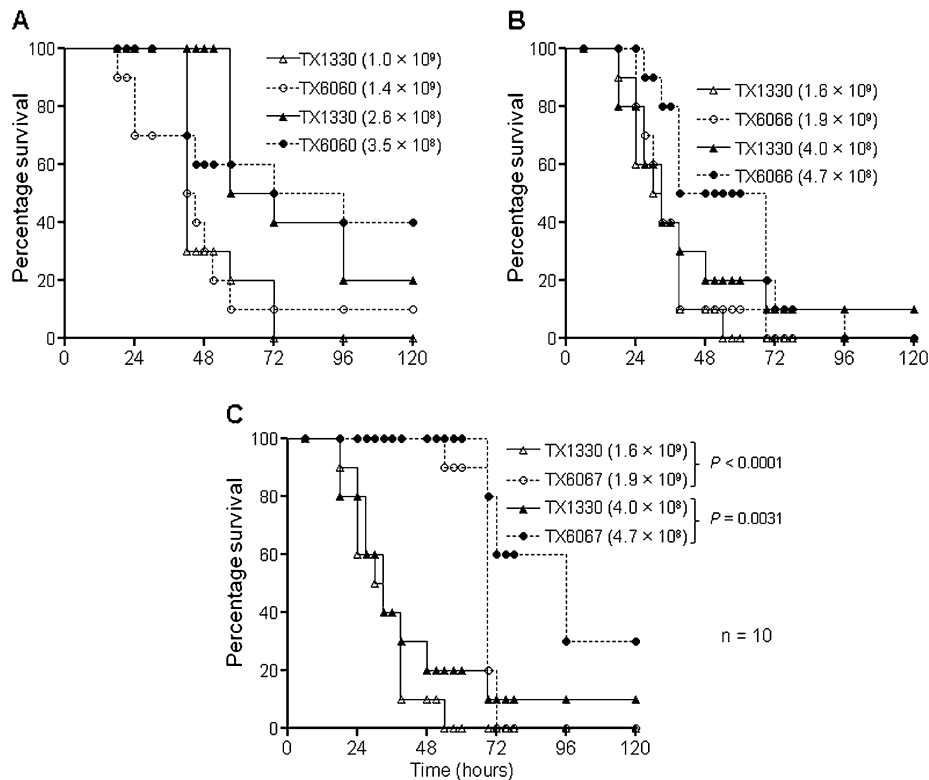 A
Percentage survival
100
80
60
40
20
0
0 24 48 72 96 120
TX1330 (1.0 × 10⁹)
TX6060 (1.4 × 10⁹)
TX1330 (2.6 × 10⁸)
TX6060 (3.5 × 10⁸)
B
Percentage survival
100
80
60
40
20
0
0 24 48 72 96 120
TX1330 (1.6 × 10⁹)
TX6066 (1.9 × 10⁹)
TX1330 (4.0 × 10⁸)
TX6066 (4.7 × 10⁸)
C
Percentage survival
100
80
60
40
20
0
0 24 48 72 96 120
Time (hours)
TX1330 (1.6 × 10⁹)
TX6067 (1.9 × 10⁹)
P < 0.0001
TX1330 (4.0 × 10⁸)
TX6067 (4.7 × 10⁸)
P = 0.0031
n = 10